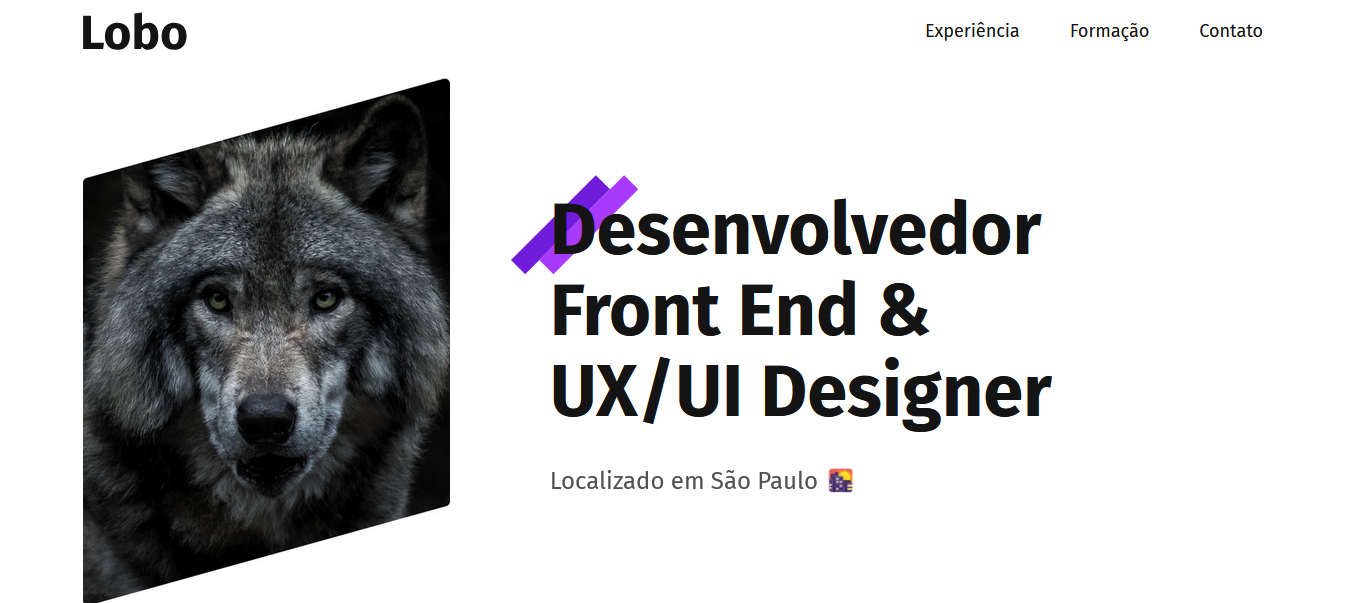 Lobo
Experiência Formação Contato
Desenvolvedor
Front End &
UX/UI Designer
Localizado em São Paulo 🌇